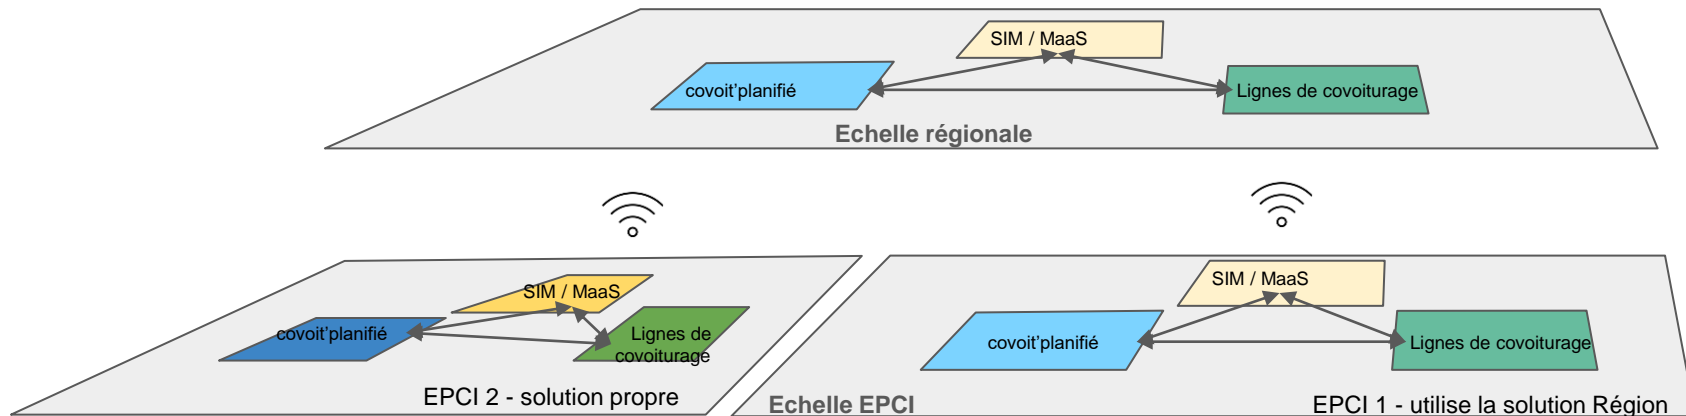 SIM / MaaS
covoit'planifié
Lignes de covoiturage
Echelle régionale
SIM / MaaS
covoit'planifié
Lignes de
covoiturage
EPCI 2 - solution propre
SIM / MaaS
covoit'planifié
Lignes de covoiturage
Echelle EPCI
EPCI 1 - utilise la solution Région